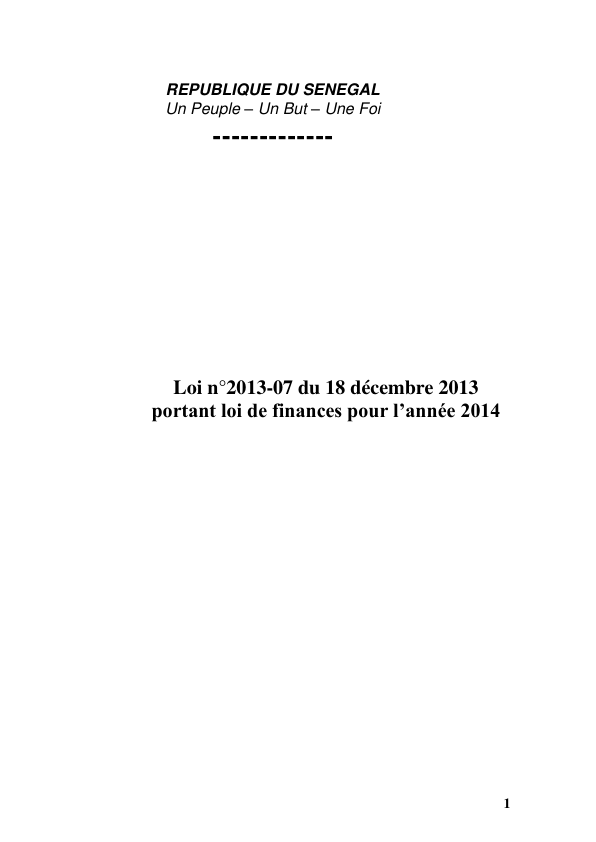 REPUBLIQUE DU SENEGAL
Un Peuple – Un But – Une Foi
-------------
Loi n°2013-07 du 18 décembre 2013
portant loi de finances pour l’année 2014
1